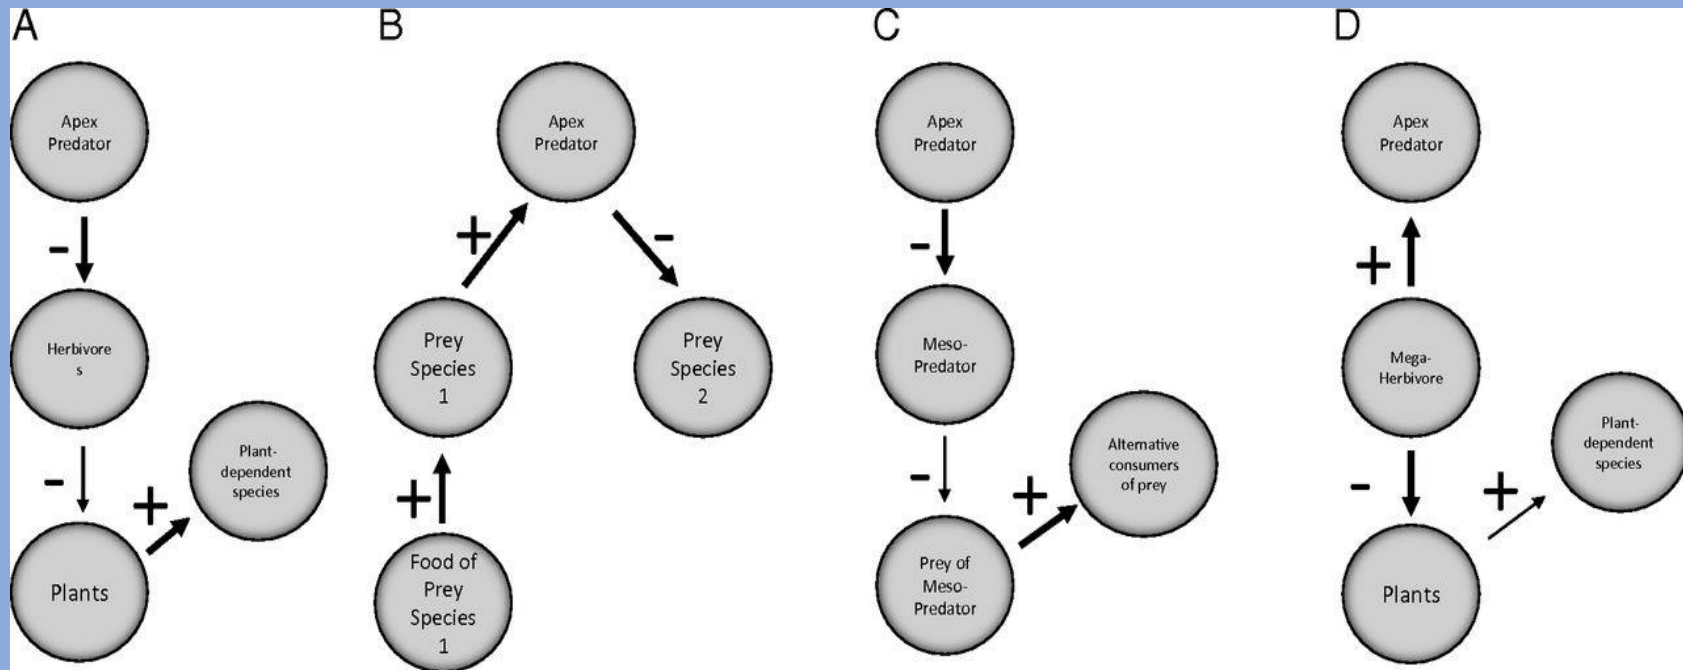 A
B
C
D
Apex
Predator
-
Herbivore
s
-
Plants
+
Plant-
dependent
species
Apex
Predator
+
-
Prey
Species
1
Prey
Species
2
+
Food of
Prey
Species
1
Apex
Predator
-
Meso-
Predator
-
Prey of
Meso-
Predator
+
Alternative
consumers
of prey
Apex
Predator
+
Mega-
Herbivore
-
Plants
+
Plant-
dependent
species